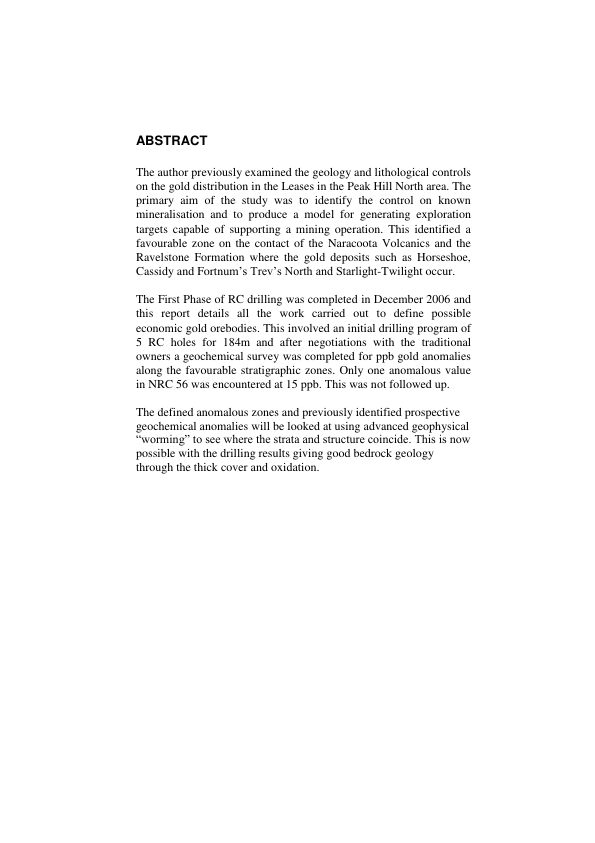 ABSTRACT
The author previously examined the geology and lithological controls
on the gold distribution in the Leases in the Peak Hill North area. The
primary aim of the study was to identify the control on known
mineralisation and to produce a model for generating exploration
targets capable of supporting a mining operation. This identified a
favourable zone on the contact of the Naracoota Volcanics and the
Ravelstone Formation where the gold deposits such as Horseshoe,
Cassidy and Fortnum’s Trev’s North and Starlight-Twilight occur.
The First Phase of RC drilling was completed in December 2006 and
this report details all the work carried out to define possible
economic gold orebodies. This involved an initial drilling program of
5 RC holes for 184m and after negotiations with the traditional
owners a geochemical survey was completed for ppb gold anomalies
along the favourable stratigraphic zones. Only one anomalous value
in NRC 56 was encountered at 15 ppb. This was not followed up.
The defined anomalous zones and previously identified prospective
geochemical anomalies will be looked at using advanced geophysical
“worming” to see where the strata and structure coincide. This is now
possible with the drilling results giving good bedrock geology
through the thick cover and oxidation.